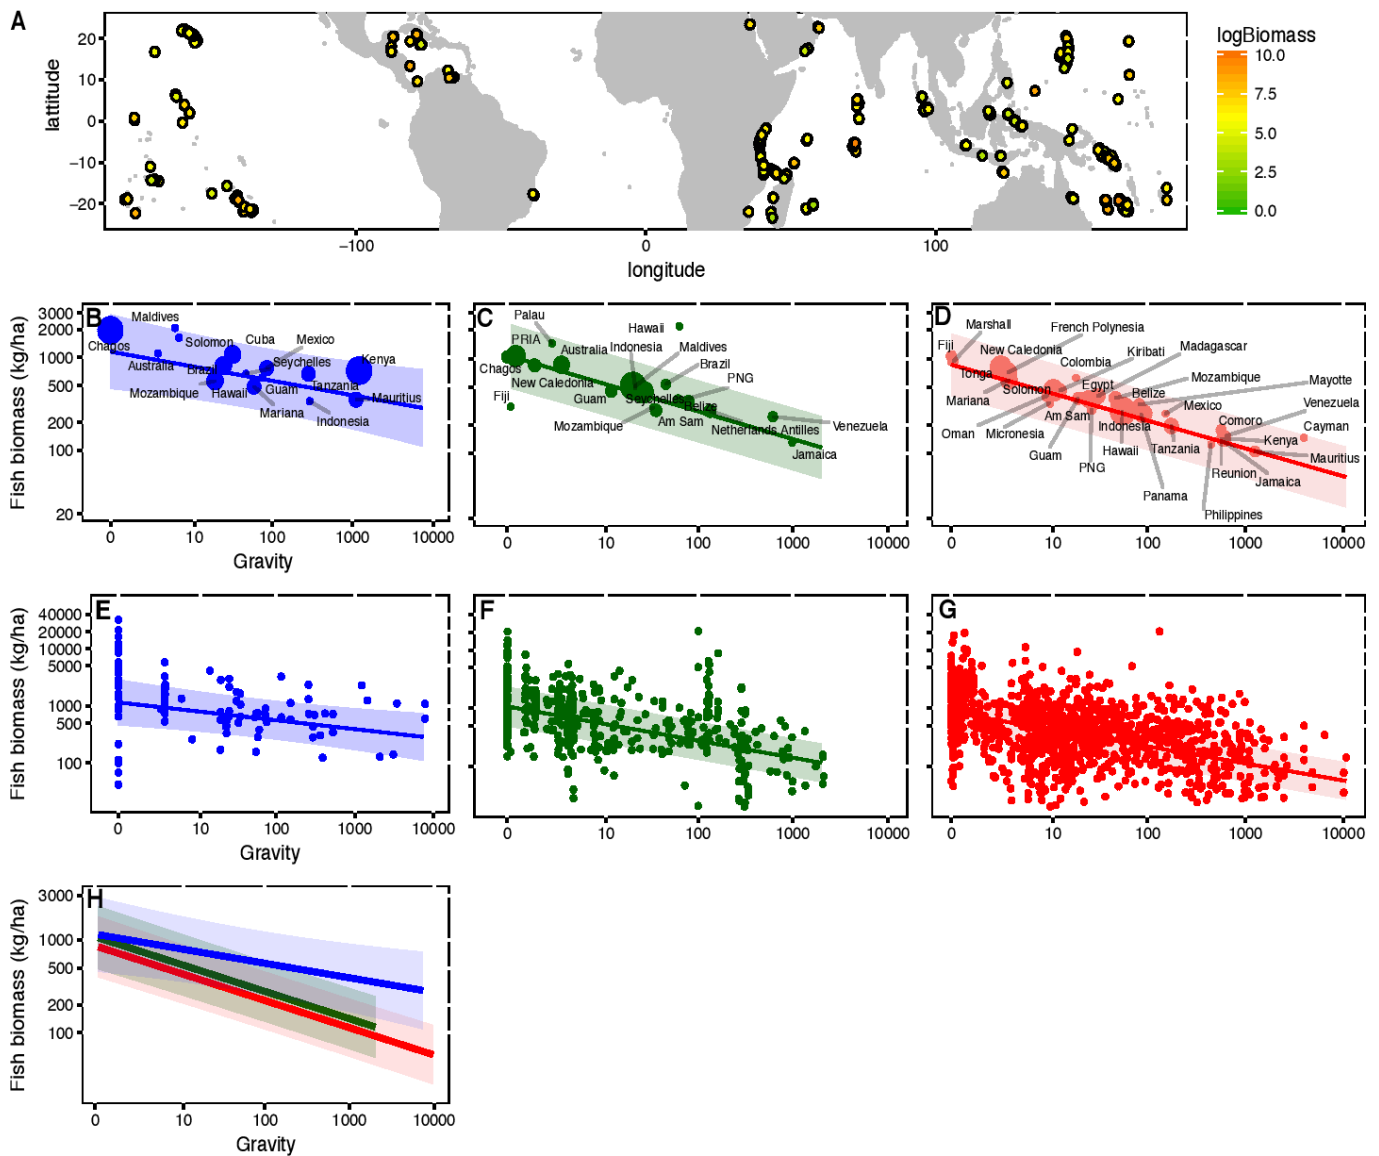 A
20
10
0
−10
−20
lattitude
−100
0
100
longitude
logBiomass
10.0
7.5
5.0
2.5
0.0
B
Fish biomass (kg/ha)
3000
2000
1000
500
200
100
20
Maldives
Chagos
Solomon
Cuba
Mexico
Australia
Brazil
Seychelles
Kenya
Mozambique
Hawaii
Guam
Tanzania
Mauritius
Mariana
Indonesia
0
10
100
1000
10000
Gravity
C
Palau
PRIA
Hawaii
Australia
Indonesia
Maldives
Chagos
Brazil
New Caledonia
PNG
Fiji
Guam
Seychelles
Belize
Mozambique
Am Sam
Netherlands Antilles
Venezuela
Jamaica
0
10
100
1000
10000
D
Marshall
French Polynesia
Fiji
New Caledonia
Kiribati
Madagascar
Colombia
Tonga
Mozambique
Mayotte
Solomon
Egypt
Belize
Mariana
Mexico
Venezuela
Am Sam
Indonesia
Comoro
Cayman
Oman
Micronesia
Kenya
Guam
Hawaii
Tanzania
Mauritius
PNG
Reunion
Jamaica
Panama
Philippines
0
10
100
1000
10000
E
Fish biomass (kg/ha)
40000
20000
10000
5000
1000
500
100
0
10
100
1000
10000
Gravity
F
0
10
100
1000
10000
G
0
10
100
1000
10000
H
Fish biomass (kg/ha)
3000
1000
500
200
100
0
10
100
1000
10000
Gravity